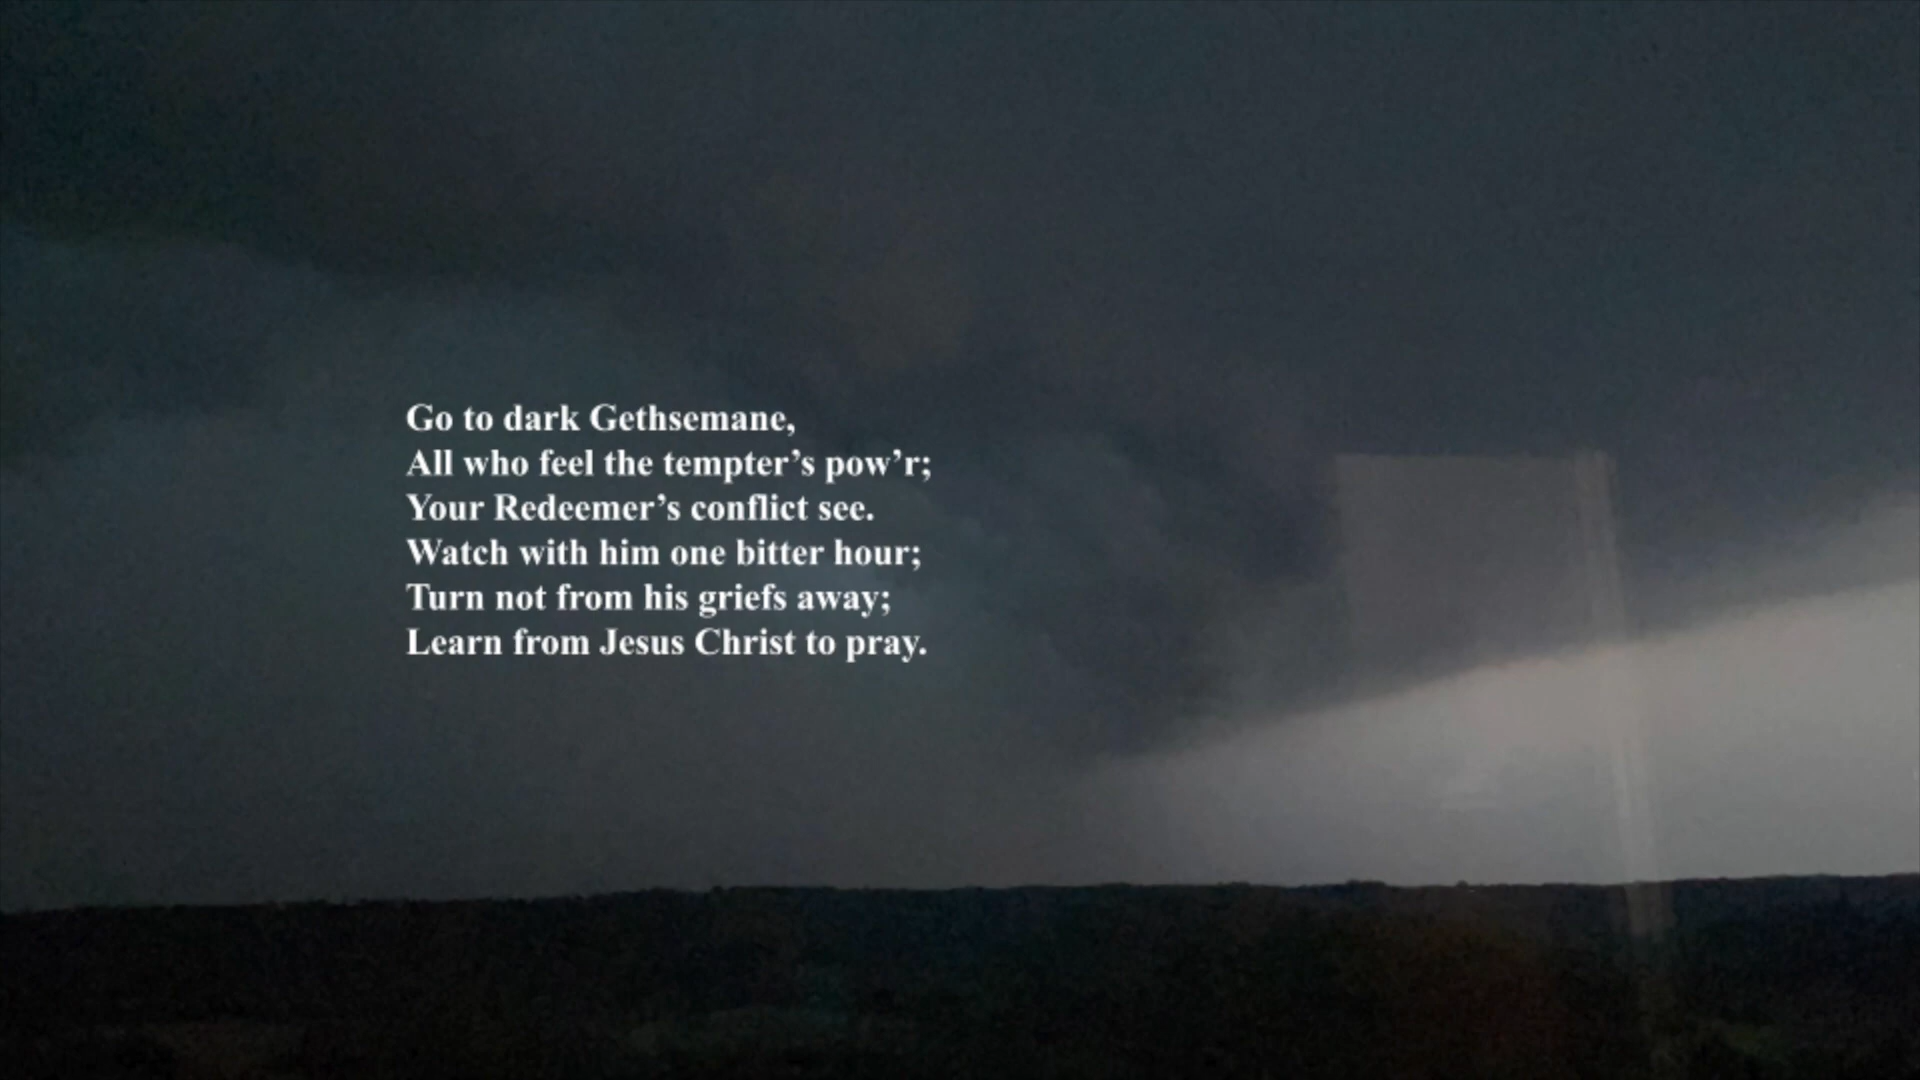 Go to dark Gethsemane,
All who feel the tempter’s pow’r;
Your Redeemer’s conflict see.
Watch with him one bitter hour;
Turn not from his griefs away;
Learn from Jesus Christ to pray.